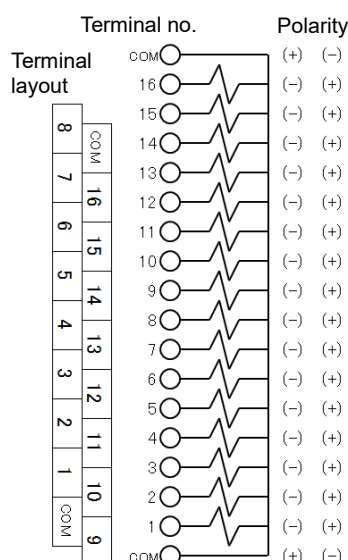 Terminal no. Polarity
Terminal
layout
COM (+) (−)
16 (−) (+)
15 (−) (+)
14 (−) (+)
13 (−) (+)
12 (−) (+)
11 (−) (+)
10 (−) (+)
9 (−) (+)
8 (−) (+)
7 (−) (+)
6 (−) (+)
5 (−) (+)
4 (−) (+)
3 (−) (+)
2 (−) (+)
1 (−) (+)
COM (+) (−)
8
COM
7
16
6
15
5
14
4
13
3
12
2
11
1
10
COM
9